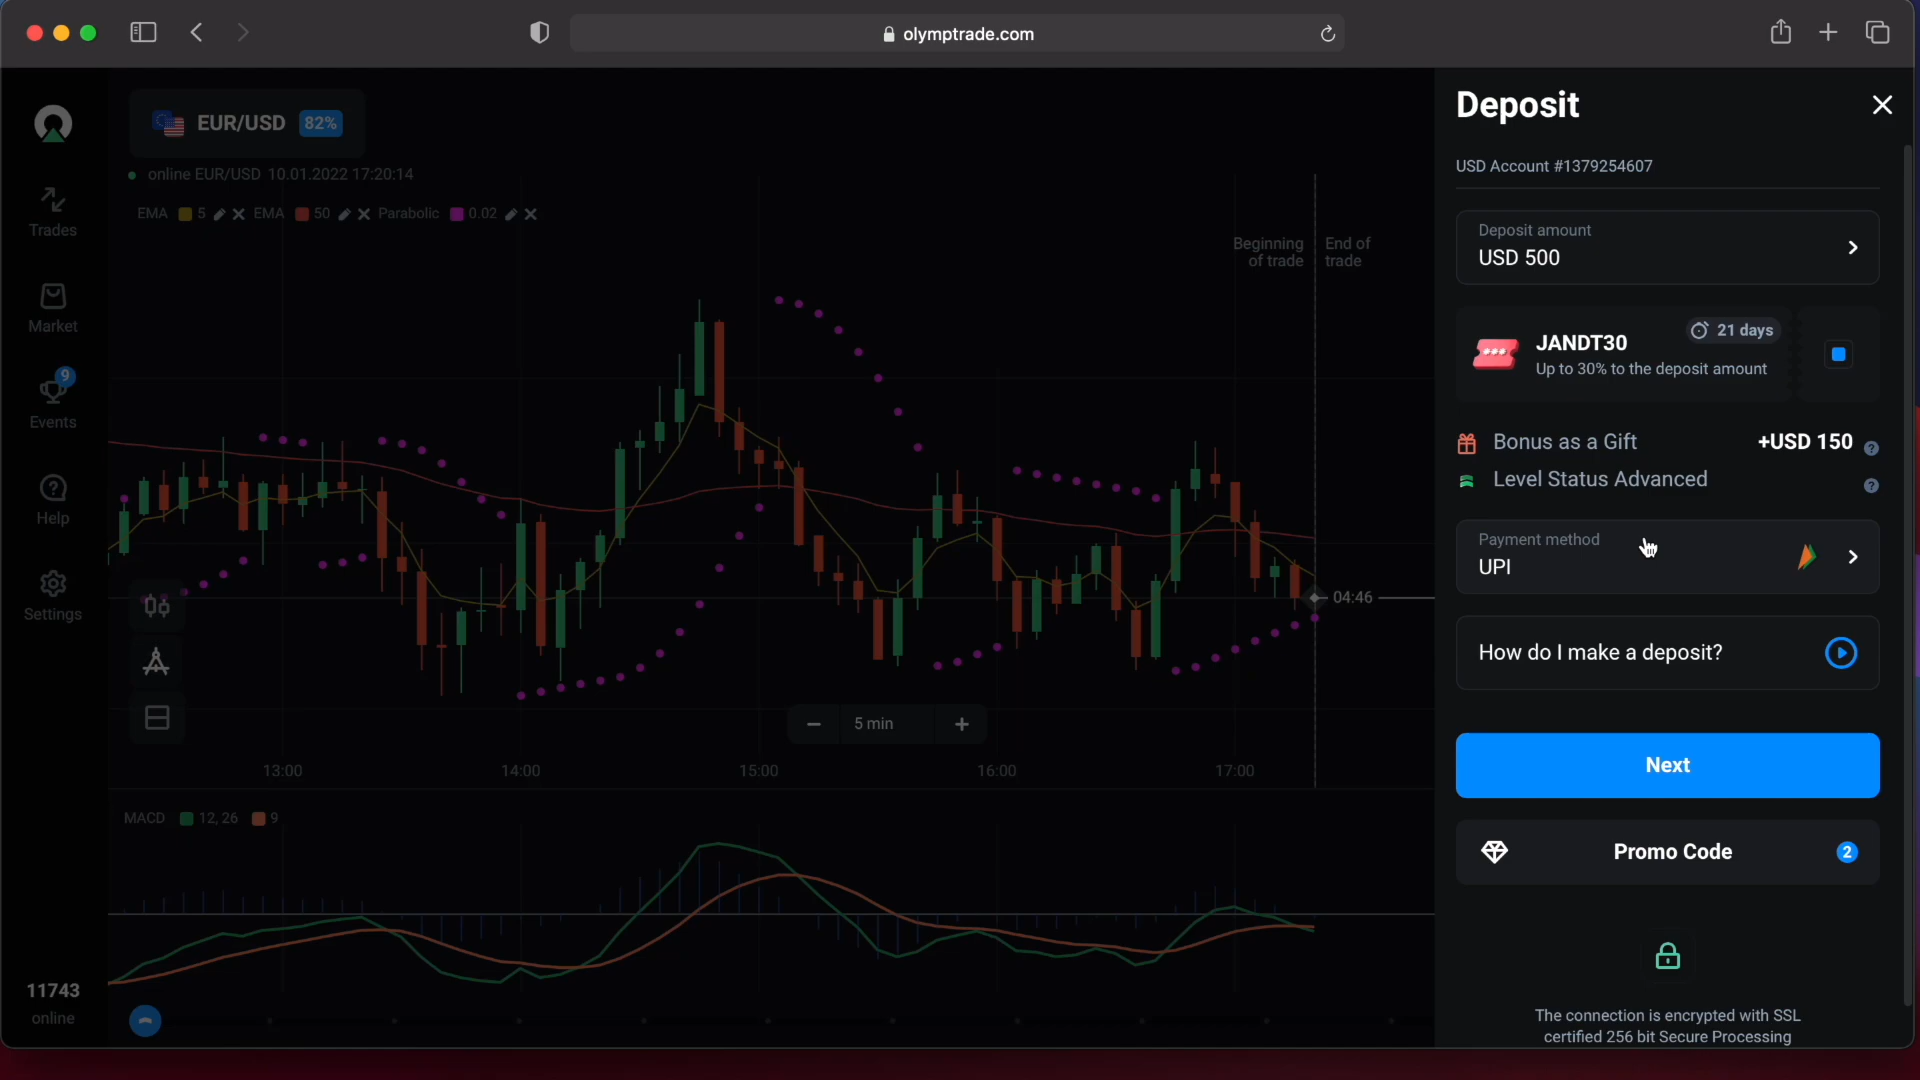 olymptrade.com
EUR/USD 82%
online EUR/USD 10.01.2022 17:20:14
EMA 5 EMA 50 Parabolic 0.02
Beginning of trade
End of trade
Trades
Market
9
Events
Help
Settings
04:46
5 min
13:00 14:00 15:00 16:00 17:00
MACD 12, 26 9
11743
online
Deposit
USD Account #1379254607
Deposit amount
USD 500
21 days
JANDT30
Up to 30% to the deposit amount
Bonus as a Gift +USD 150
Level Status Advanced
Payment method
UPI
How do I make a deposit?
Next
Promo Code 2
The connection is encrypted with SSL
certified 256 bit Secure Processing